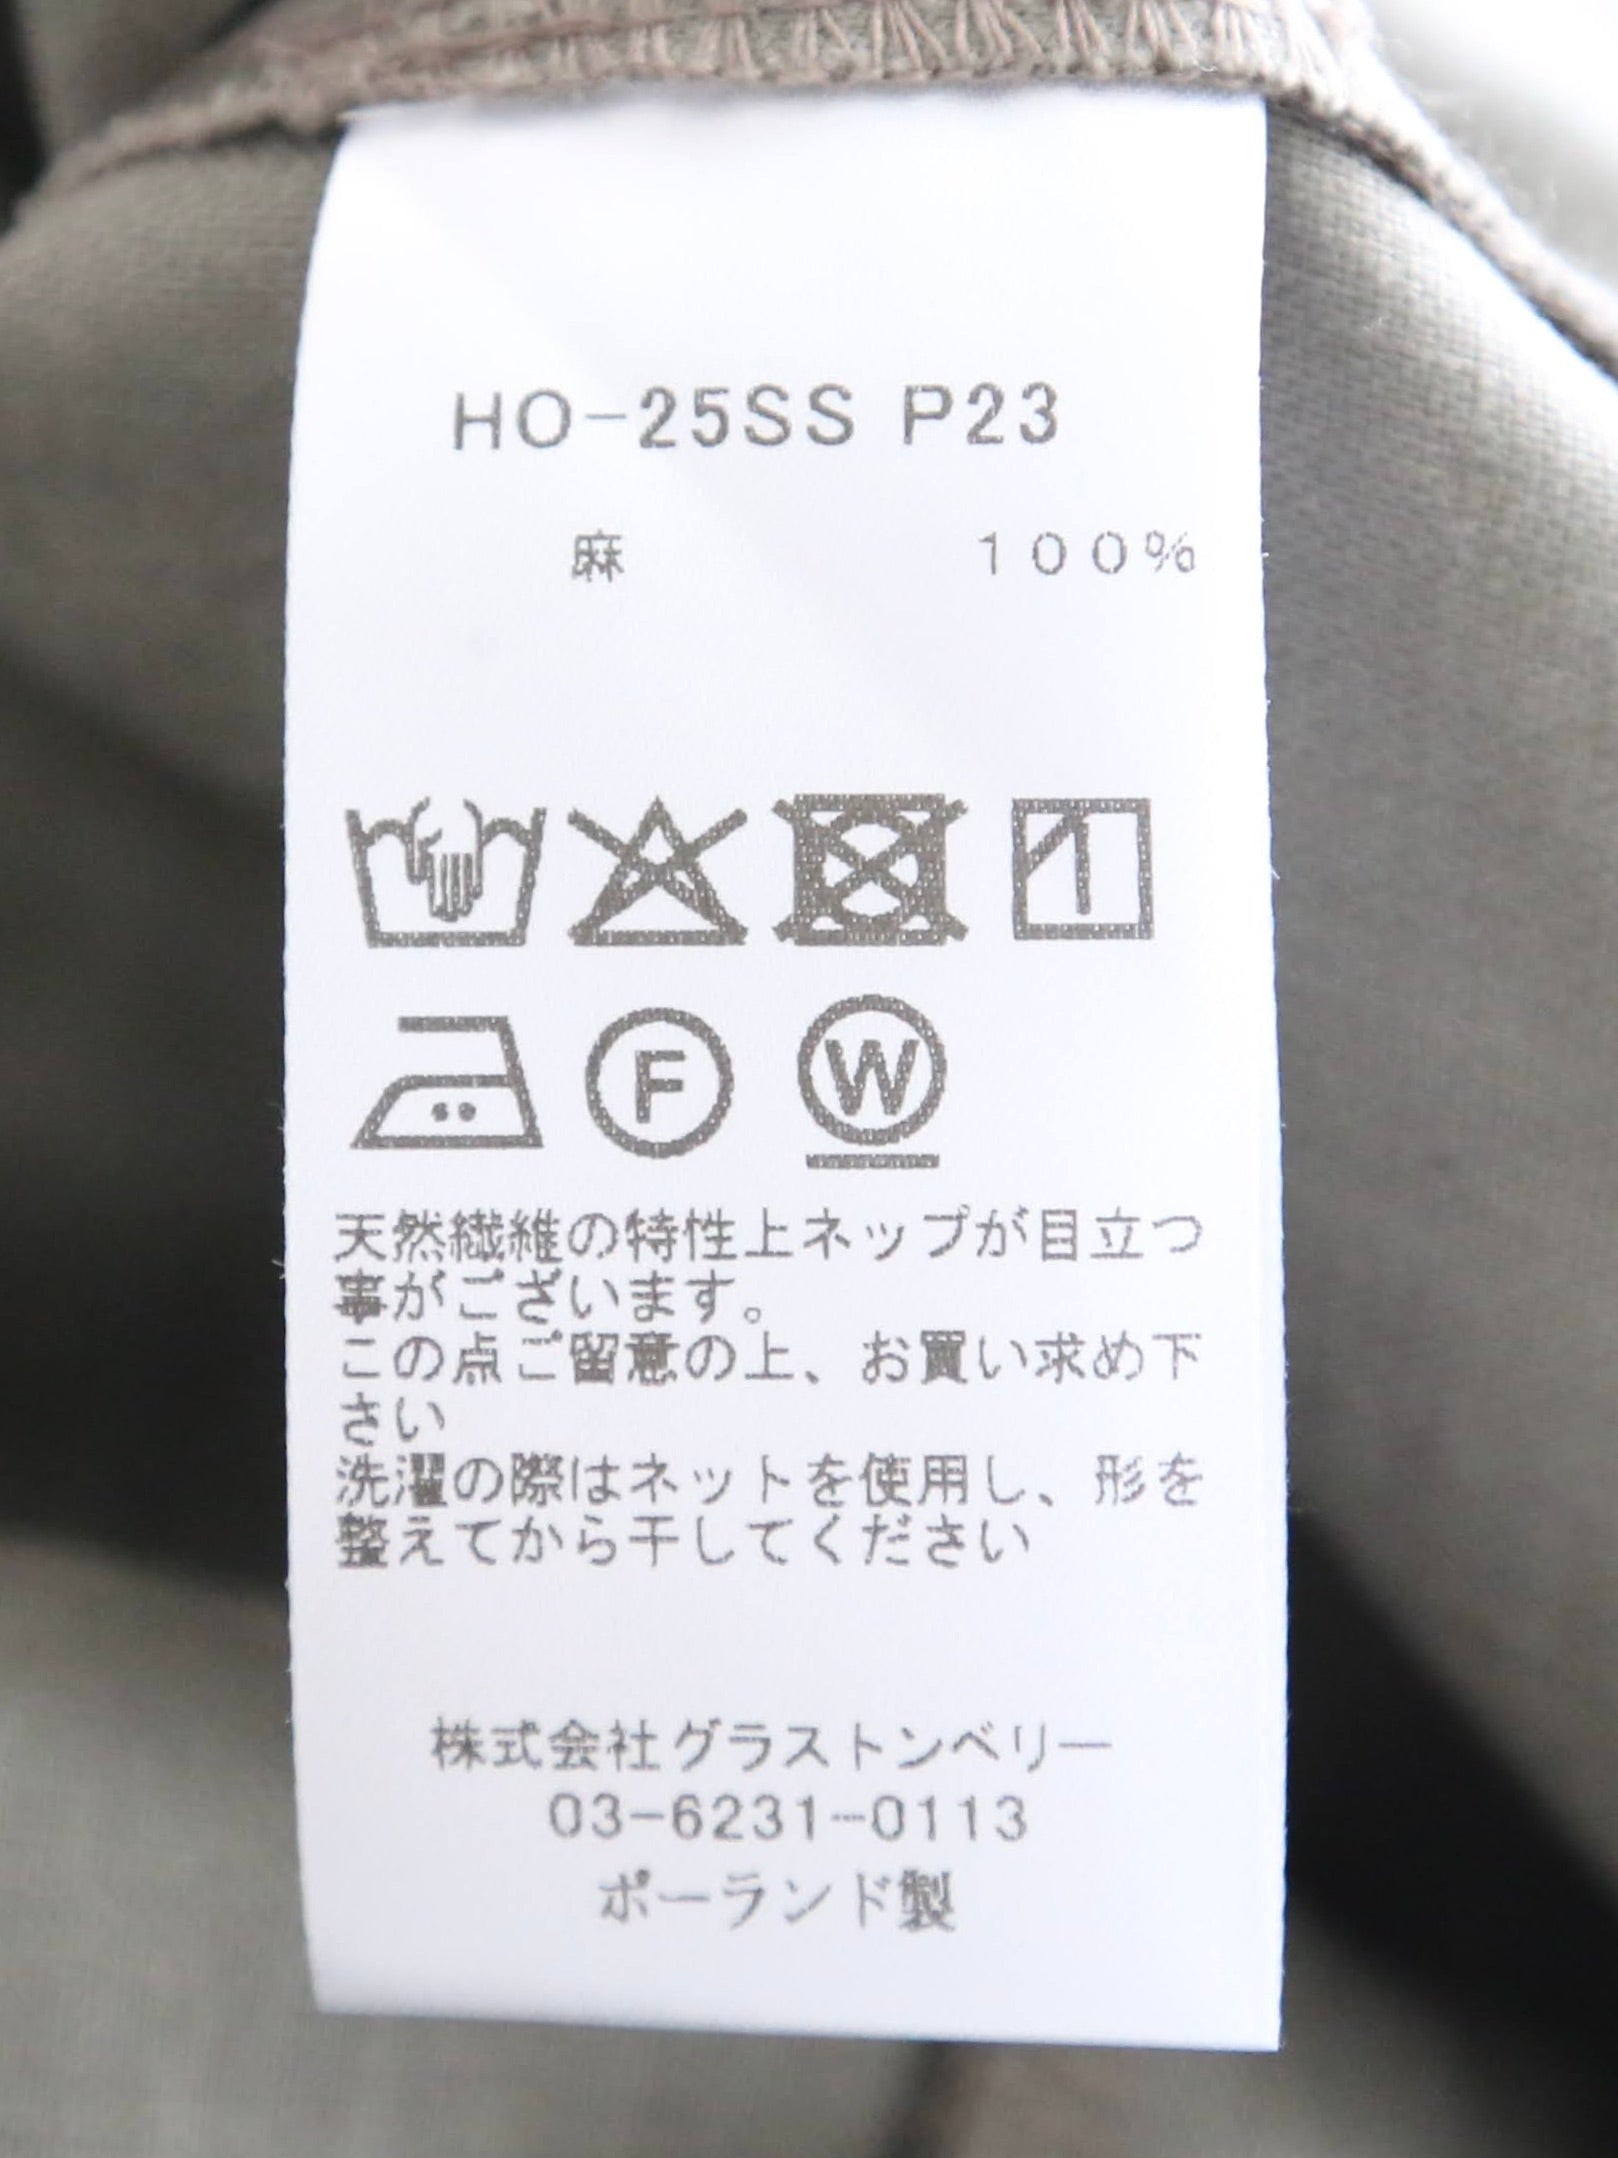 HO-25SS P23
麻 100%
F W
天然繊維の特性上ネップが目立つ
事がございます。
この点ご留意の上、お買い求め下
さい
洗濯の際はネットを使用し、形を
整えてから干してください
株式会社グラストンベリー
03-6231-0113
ポーランド製